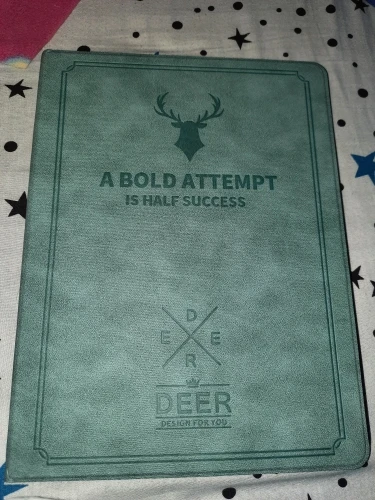 A BOLD ATTEMPT
IS HALF SUCCESS
D
E E
R
DEER
DESIGN FOR YOU